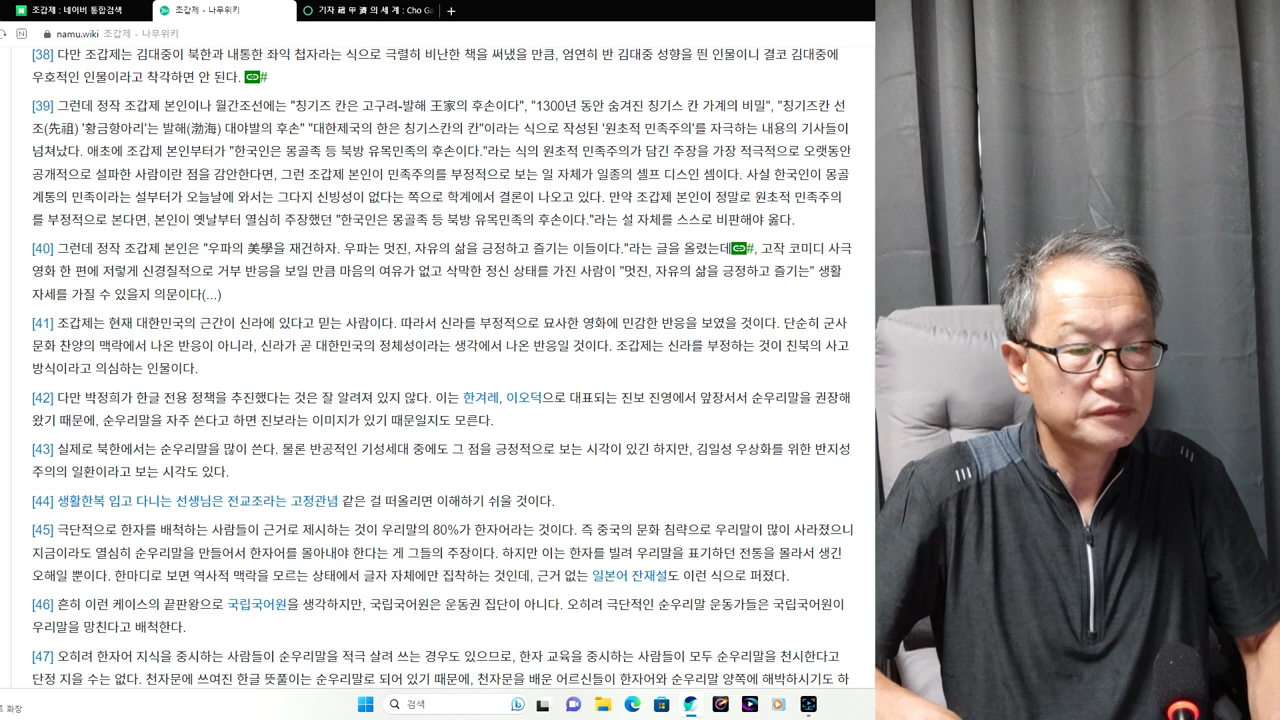 조갑제 : 네이버 통합검색
조갑제 - 나무위키
기자 趙 甲 濟 의 세 계 : Cho Ga
namu.wiki 조갑제 - 나무위키
[38] 다만 조갑제는 김대중이 북한과 내통한 좌익 첩자라는 식으로 극렬히 비난한 책을 써냈을 만큼, 엄연히 반 김대중 성향을 띈 인물이니 결코 김대중에
우호적인 인물이라고 착각하면 안 된다. #
[39] 그런데 정작 조갑제 본인이나 월간조선에는 "칭기즈 칸은 고구려-발해 王家의 후손이다", "1300년 동안 숨겨진 칭기스 칸 가계의 비밀", "칭기즈칸 선
조(先祖) '황금항아리'는 발해(渤海) 대야발의 후손" "대한제국의 한은 칭기스칸의 칸"이라는 식으로 작성된 '원초적 민족주의'를 자극하는 내용의 기사들이
넘쳐났다. 애초에 조갑제 본인부터가 "한국인은 몽골족 등 북방 유목민족의 후손이다."라는 식의 원초적 민족주의가 담긴 주장을 가장 적극적으로 오랫동안
공개적으로 설파한 사람이란 점을 감안한다면, 그런 조갑제 본인이 민족주의를 부정적으로 보는 일 자체가 일종의 셀프 디스인 셈이다. 사실 한국인이 몽골
계통의 민족이라는 설부터가 오늘날에 와서는 그다지 신빙성이 없다는 쪽으로 학계에서 결론이 나오고 있다. 만약 조갑제 본인이 정말로 원초적 민족주의
를 부정적으로 본다면, 본인이 옛날부터 열심히 주장했던 "한국인은 몽골족 등 북방 유목민족의 후손이다."라는 설 자체를 스스로 비판해야 옳다.
[40] 그런데 정작 조갑제 본인은 "우파의 美學을 재건하자. 우파는 멋진, 자유의 삶을 긍정하고 즐기는 이들이다."라는 글을 올렸는데#, 고작 코미디 사극
영화 한 편에 저렇게 신경질적으로 거부 반응을 보일 만큼 마음의 여유가 없고 삭막한 정신 상태를 가진 사람이 "멋진, 자유의 삶을 긍정하고 즐기는" 생활
자세를 가질 수 있을지 의문이다(...)
[41] 조갑제는 현재 대한민국의 근간이 신라에 있다고 믿는 사람이다. 따라서 신라를 부정적으로 묘사한 영화에 민감한 반응을 보였을 것이다. 단순히 군사
문화 찬양의 맥락에서 나온 반응이 아니라, 신라가 곧 대한민국의 정체성이라는 생각에서 나온 반응일 것이다. 조갑제는 신라를 부정하는 것이 친북의 사고
방식이라고 의심하는 인물이다.
[42] 다만 박정희가 한글 전용 정책을 추진했다는 것은 잘 알려져 있지 않다. 이는 한겨레, 이오덕으로 대표되는 진보 진영에서 앞장서서 순우리말을 권장해
왔기 때문에, 순우리말을 자주 쓴다고 하면 진보라는 이미지가 있기 때문일지도 모른다.
[43] 실제로 북한에서는 순우리말을 많이 쓴다. 물론 반공적인 기성세대 중에도 그 점을 긍정적으로 보는 시각이 있긴 하지만, 김일성 우상화를 위한 반지성
주의의 일환이라고 보는 시각도 있다.
[44] 생활한복 입고 다니는 선생님은 전교조라는 고정관념 같은 걸 떠올리면 이해하기 쉬울 것이다.
[45] 극단적으로 한자를 배척하는 사람들이 근거로 제시하는 것이 우리말의 80%가 한자어라는 것이다. 즉 중국의 문화 침략으로 우리말이 많이 사라졌으니
지금이라도 열심히 순우리말을 만들어서 한자어를 몰아내야 한다는 게 그들의 주장이다. 하지만 이는 한자를 빌려 우리말을 표기하던 전통을 몰라서 생긴
오해일 뿐이다. 한마디로 보면 역사적 맥락을 모르는 상태에서 글자 자체에만 집착하는 것인데, 근거 없는 일본어 잔재설도 이런 식으로 퍼졌다.
[46] 흔히 이런 케이스의 끝판왕으로 국립국어원을 생각하지만, 국립국어원은 운동권 집단이 아니다. 오히려 극단적인 순우리말 운동가들은 국립국어원이
우리말을 망친다고 배척한다.
[47] 오히려 한자어 지식을 중시하는 사람들이 순우리말을 적극 살려 쓰는 경우도 있으므로, 한자 교육을 중시하는 사람들이 모두 순우리말을 천시한다고
단정 지을 수는 없다. 천자문에 쓰여진 한글 뜻풀이는 순우리말로 되어 있기 때문에, 천자문을 배운 어르신들이 한자어와 순우리말 양쪽에 해박하시기도 하
검색
화창